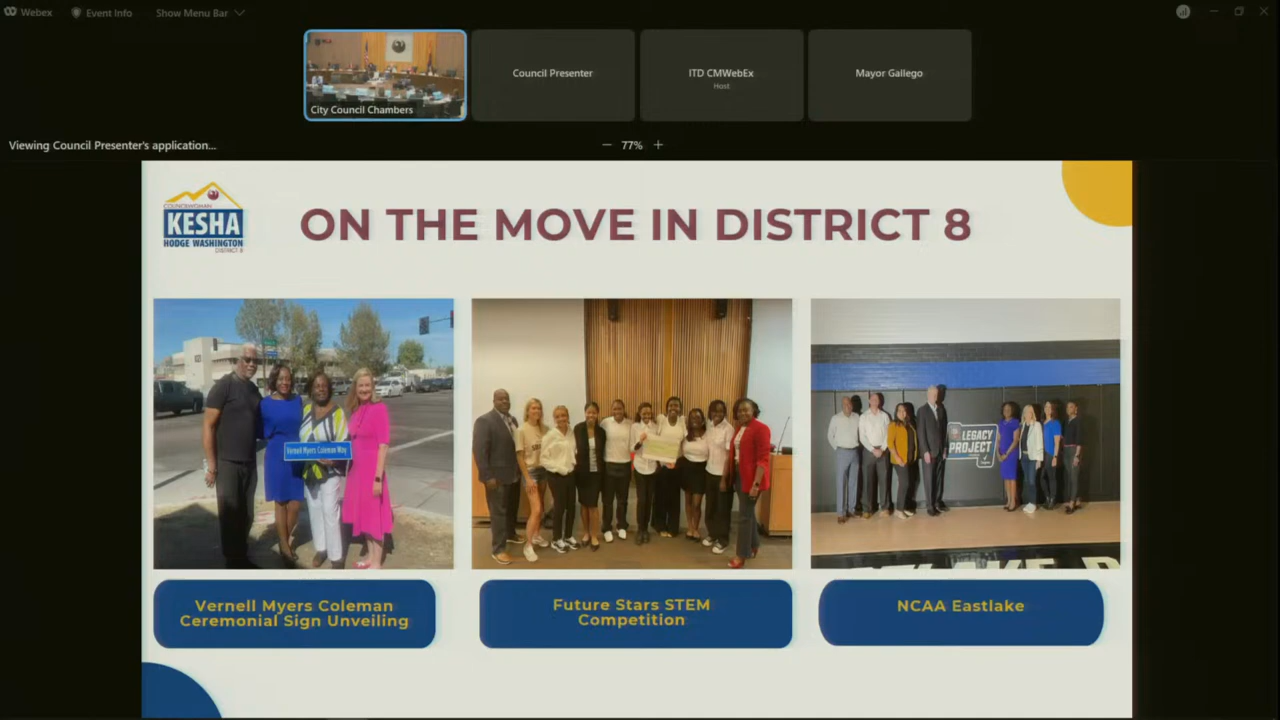 Webex
Event Info
Show Menu Bar
City Council Chambers
Council Presenter
ITD CMWebEx
Host
Mayor Gallego
Viewing Council Presenter's application...
77%
COUNCILWOMAN
KESHA
HODGE WASHINGTON
DISTRICT 8
ON THE MOVE IN DISTRICT 8
Vernell Myers Coleman Way
LEGACY
PROJECT
Vernell Myers Coleman
Ceremonial Sign Unveiling
Future Stars STEM
Competition
NCAA Eastlake